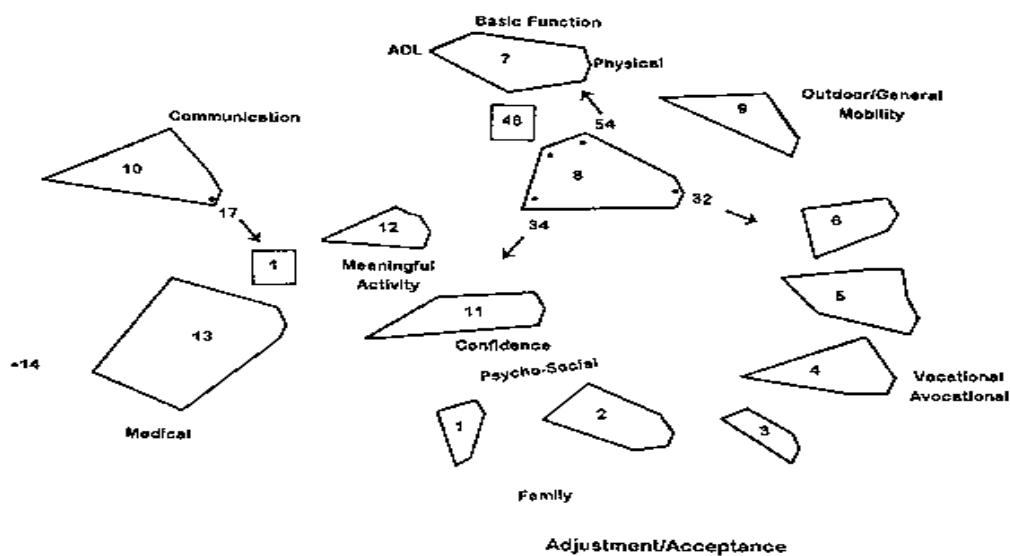 Basic Function
ADL
7
Physical
Outdoor/General
Mobility
9
46
54
Communication
10
8
32
17
12
34
6
1
Meaningful
Activity
5
13
11
Confidence
14
Psycho-Social
4
Vocational
Avocational
Medical
1
2
3
Family
Adjustment/Acceptance